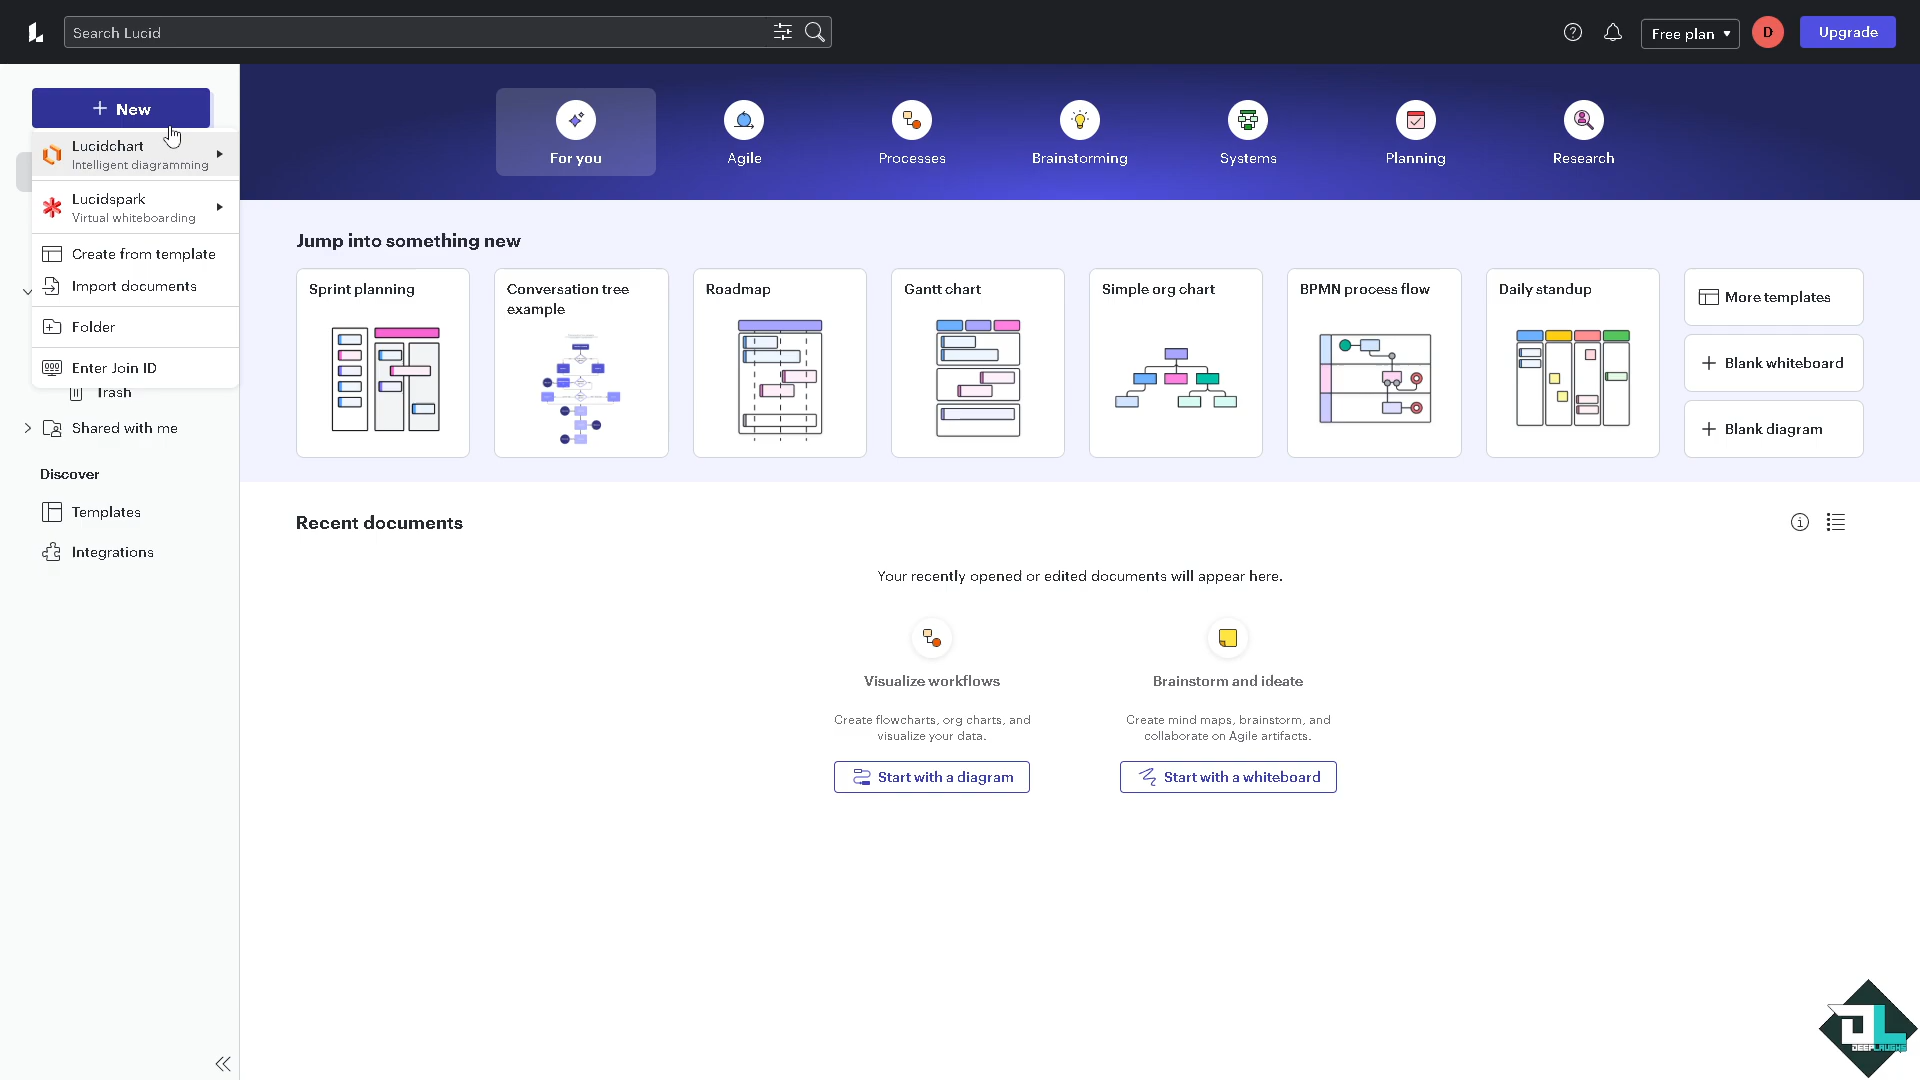 Search Lucid
Free plan
D
Upgrade
New
Lucidchart
Intelligent diagramming
Lucidspark
Virtual whiteboarding
Create from template
Import documents
Folder
Enter Join ID
Trash
Shared with me
Discover
Templates
Integrations
For you
Agile
Processes
Brainstorming
Systems
Planning
Research
Jump into something new
Sprint planning
Conversation tree
example
Roadmap
Gantt chart
Simple org chart
BPMN process flow
Daily standup
More templates
Blank whiteboard
Blank diagram
Recent documents
Your recently opened or edited documents will appear here.
Visualize workflows
Create flowcharts, org charts, and
visualize your data.
Start with a diagram
Brainstorm and ideate
Create mind maps, brainstorm, and
collaborate on Agile artifacts.
Start with a whiteboard
DEEPLAUGHS